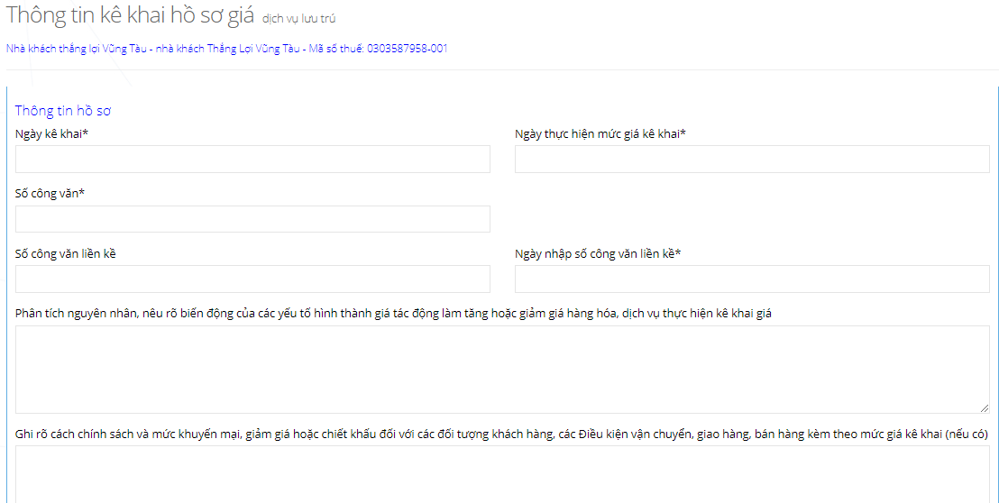 Thông tin kê khai hồ sơ giá dịch vụ lưu trú
Nhà khách thắng lợi Vũng Tàu - nhà khách Thắng Lợi Vũng Tàu - Mã số thuế: 0303587958-001
Thông tin hồ sơ
Ngày kê khai* Ngày thực hiện mức giá kê khai*
Số công văn*
Số công văn liền kề Ngày nhập số công văn liền kề*
Phân tích nguyên nhân, nêu rõ biến động của các yếu tố hình thành giá tác động làm tăng hoặc giảm giá hàng hóa, dịch vụ thực hiện kê khai giá
Ghi rõ cách chính sách và mức khuyến mại, giảm giá hoặc chiết khấu đối với các đối tượng khách hàng, các Điều kiện vận chuyển, giao hàng, bán hàng kèm theo mức giá kê khai (nếu có)